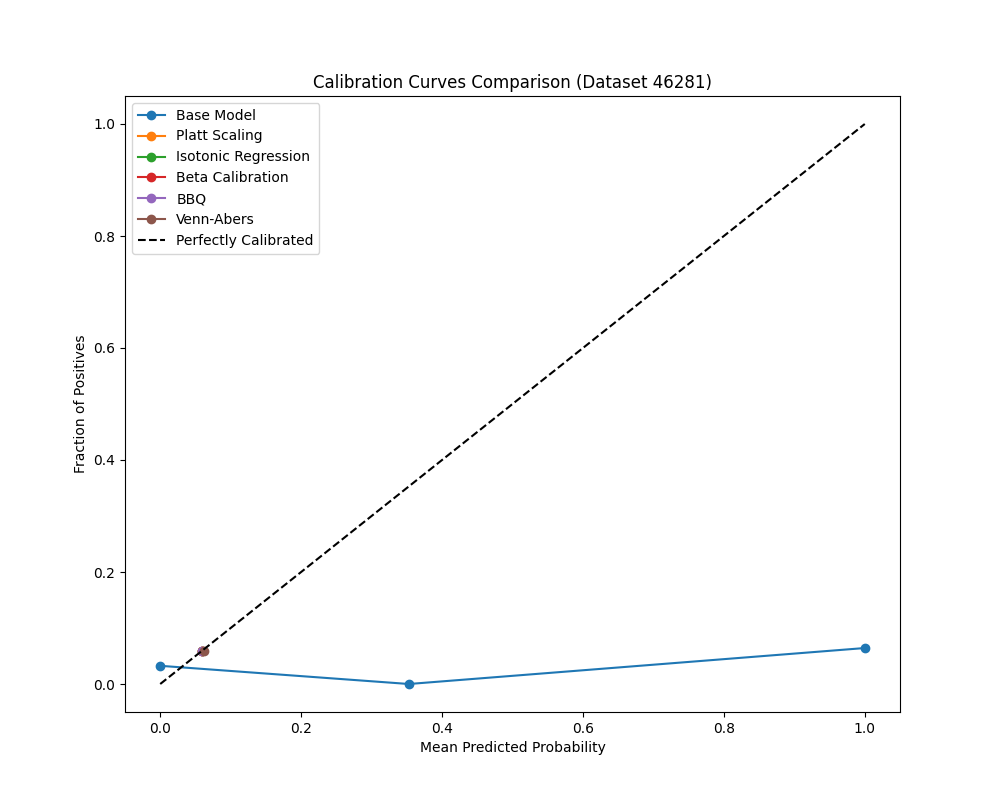 Calibration Curves Comparison (Dataset 46281)
Base Model
Platt Scaling
Isotonic Regression
Beta Calibration
BBQ
Venn-Abers
Perfectly Calibrated
1.0
0.8
0.6
0.4
0.2
0.0
Fraction of Positives
0.0 0.2 0.4 0.6 0.8 1.0
Mean Predicted Probability